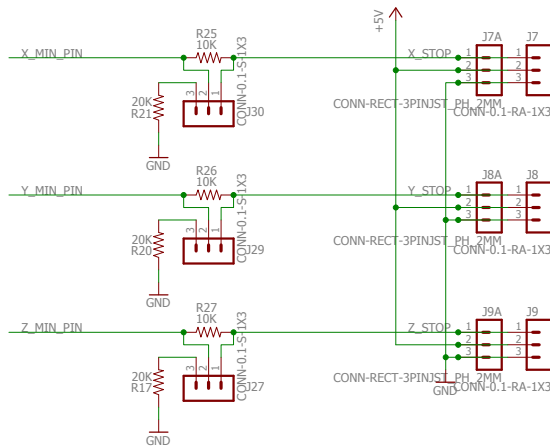 +5V
R25
10K
X_MIN_PIN
X_STOP
J7A
J7
1
2
3
1
2
3
20K
R21
3
2
1
J30
CONN-0.1-S-1X3
CONN-RECT-3PINJST_PH_2MM
CONN-0.1-RA-1X3
GND
R26
10K
Y_MIN_PIN
Y_STOP
J8A
J8
1
2
3
1
2
3
20K
R20
3
2
1
J29
CONN-0.1-S-1X3
CONN-RECT-3PINJST_PH_2MM
CONN-0.1-RA-1X3
GND
R27
10K
Z_MIN_PIN
Z_STOP
J9A
J9
1
2
3
1
2
3
20K
R17
3
2
1
J27
CONN-0.1-S-1X3
CONN-RECT-3PINJST_PH_2MM
CONN-0.1-RA-1X3
GND
GND